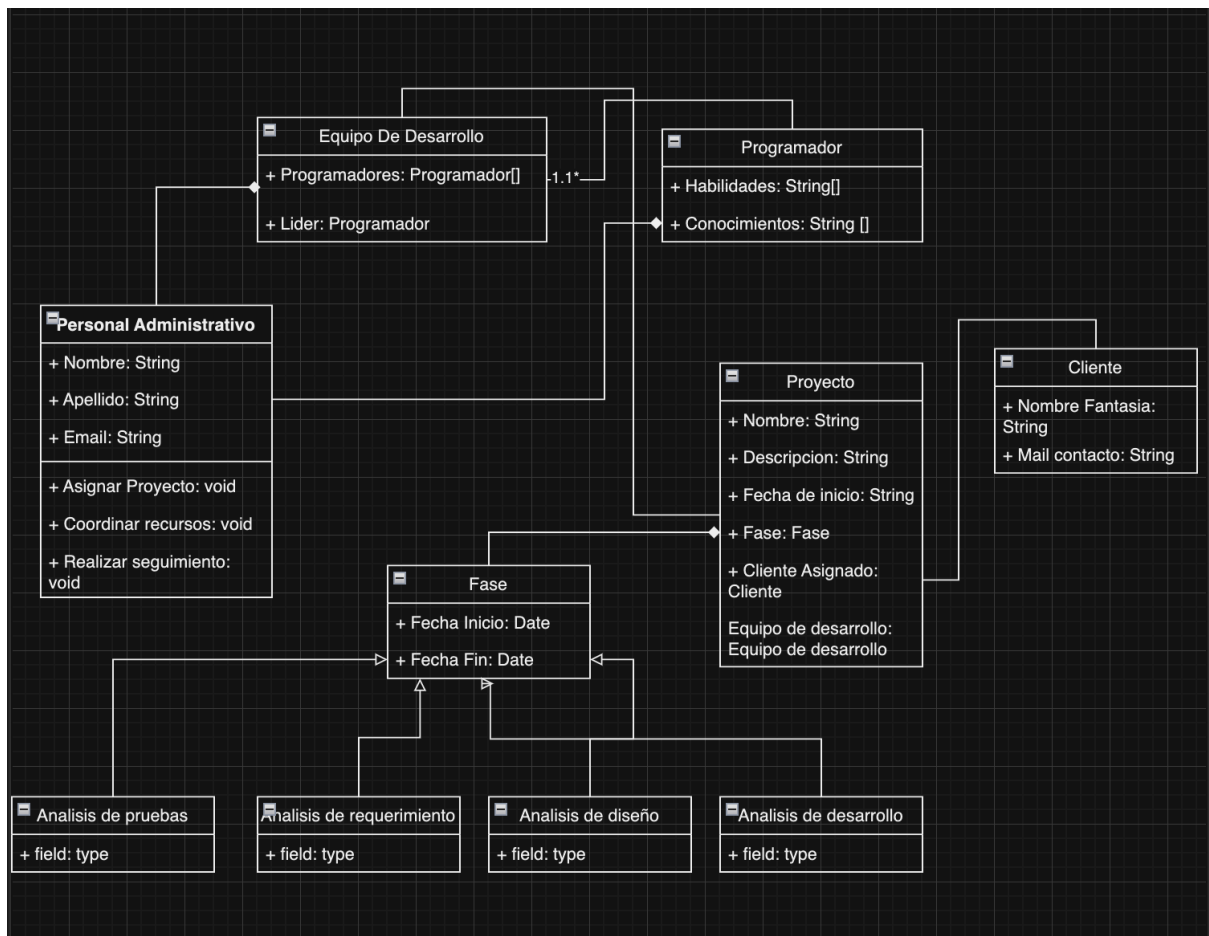 Equipo De Desarrollo
+ Programadores: Programador[]
+ Lider: Programador
1.1*
Programador
+ Habilidades: String[]
+ Conocimientos: String []
Personal Administrativo
+ Nombre: String
+ Apellido: String
+ Email: String
+ Asignar Proyecto: void
+ Coordinar recursos: void
+ Realizar seguimiento:
void
Proyecto
+ Nombre: String
+ Descripcion: String
+ Fecha de inicio: String
+ Fase: Fase
+ Cliente Asignado:
Cliente
Equipo de desarrollo:
Equipo de desarrollo
Cliente
+ Nombre Fantasia:
String
+ Mail contacto: String
Fase
+ Fecha Inicio: Date
+ Fecha Fin: Date
Analisis de pruebas
+ field: type
Analisis de requerimiento
+ field: type
Analisis de diseño
+ field: type
Analisis de desarrollo
+ field: type